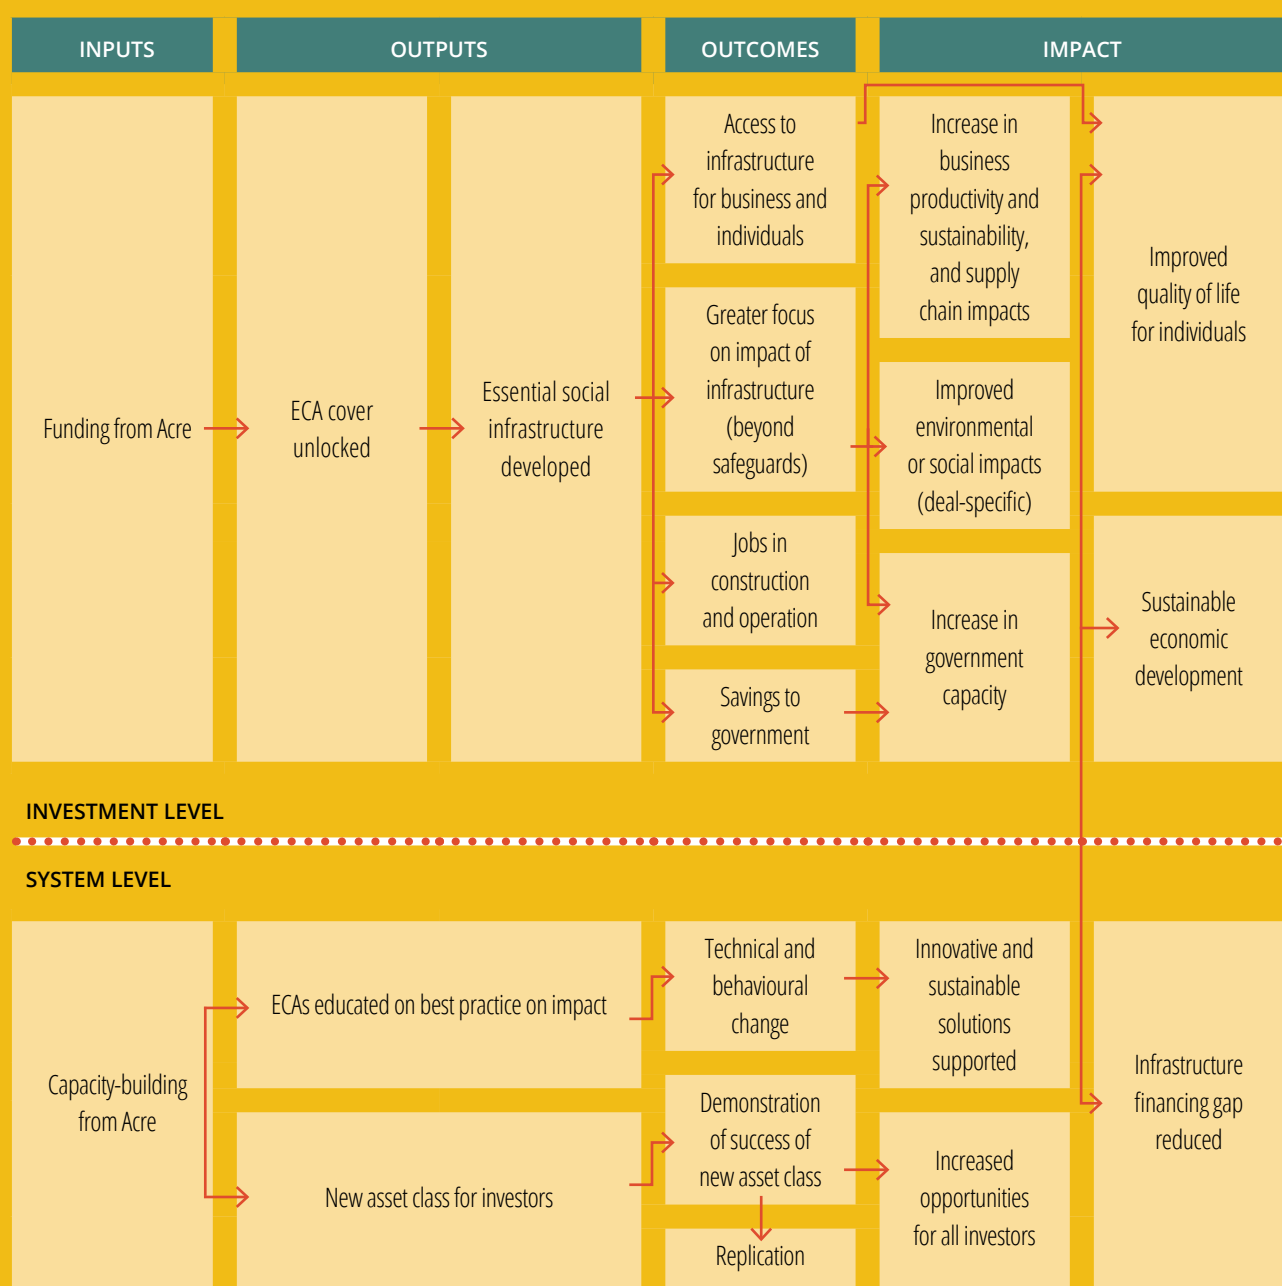 INPUTS
OUTPUTS
OUTCOMES
IMPACT
Funding from Acre
ECA cover
unlocked
Essential social
infrastructure
developed
Access to
infrastructure
for business and
individuals
Greater focus
on impact of
infrastructure
(beyond
safeguards)
Jobs in
construction
and operation
Savings to
government
Increase in
business
productivity and
sustainability,
and supply
chain impacts
Improved
environmental
or social impacts
(deal-specific)
Increase in
government
capacity
Improved
quality of life
for individuals
Sustainable
economic
development
INVESTMENT LEVEL
SYSTEM LEVEL
Capacity-building
from Acre
ECAs educated on best practice on impact
New asset class for investors
Technical and
behavioural
change
Demonstration
of success of
new asset class
Replication
Innovative and
sustainable
solutions
supported
Increased
opportunities
for all investors
Infrastructure
financing gap
reduced